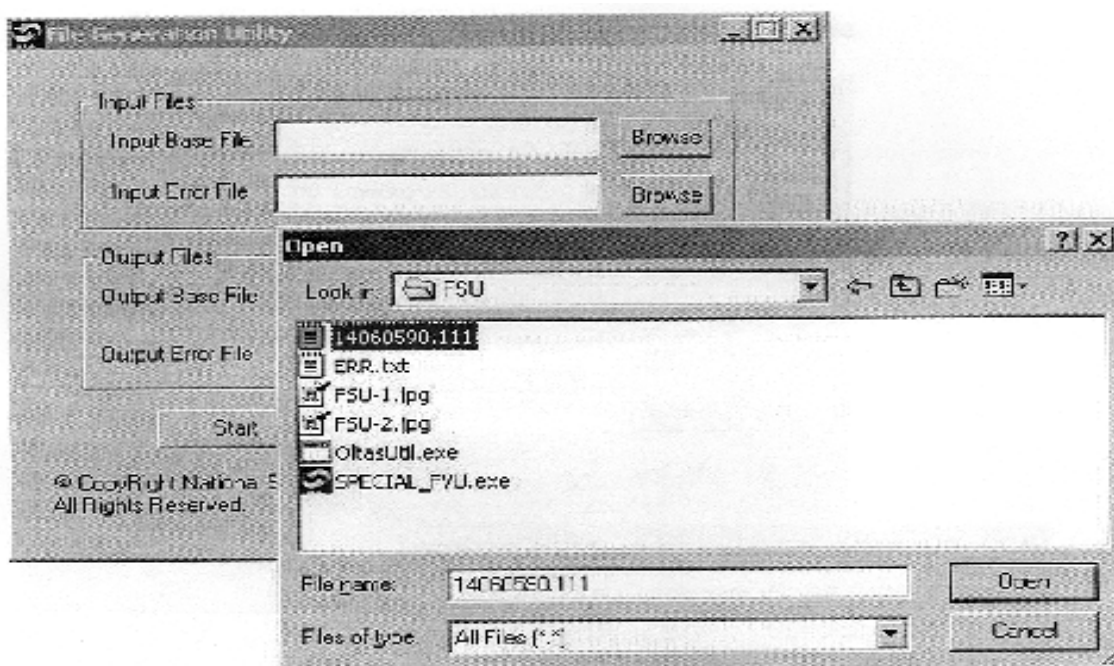 File Generation Utility
Input Files
Input Base File
Browse
Input Error File
Browse
Output Files
Output Base File
Output Error File
Start
© CopyRight National S
All Rights Reserved.
Open
Look in:
FSU
14060590.111
ERR.txt
FSU-1.jpg
FSU-2.jpg
OltasUtil.exe
SPECIAL_FVU.exe
File name:
14060590.111
Open
Files of type
All Files (*.*)
Cancel